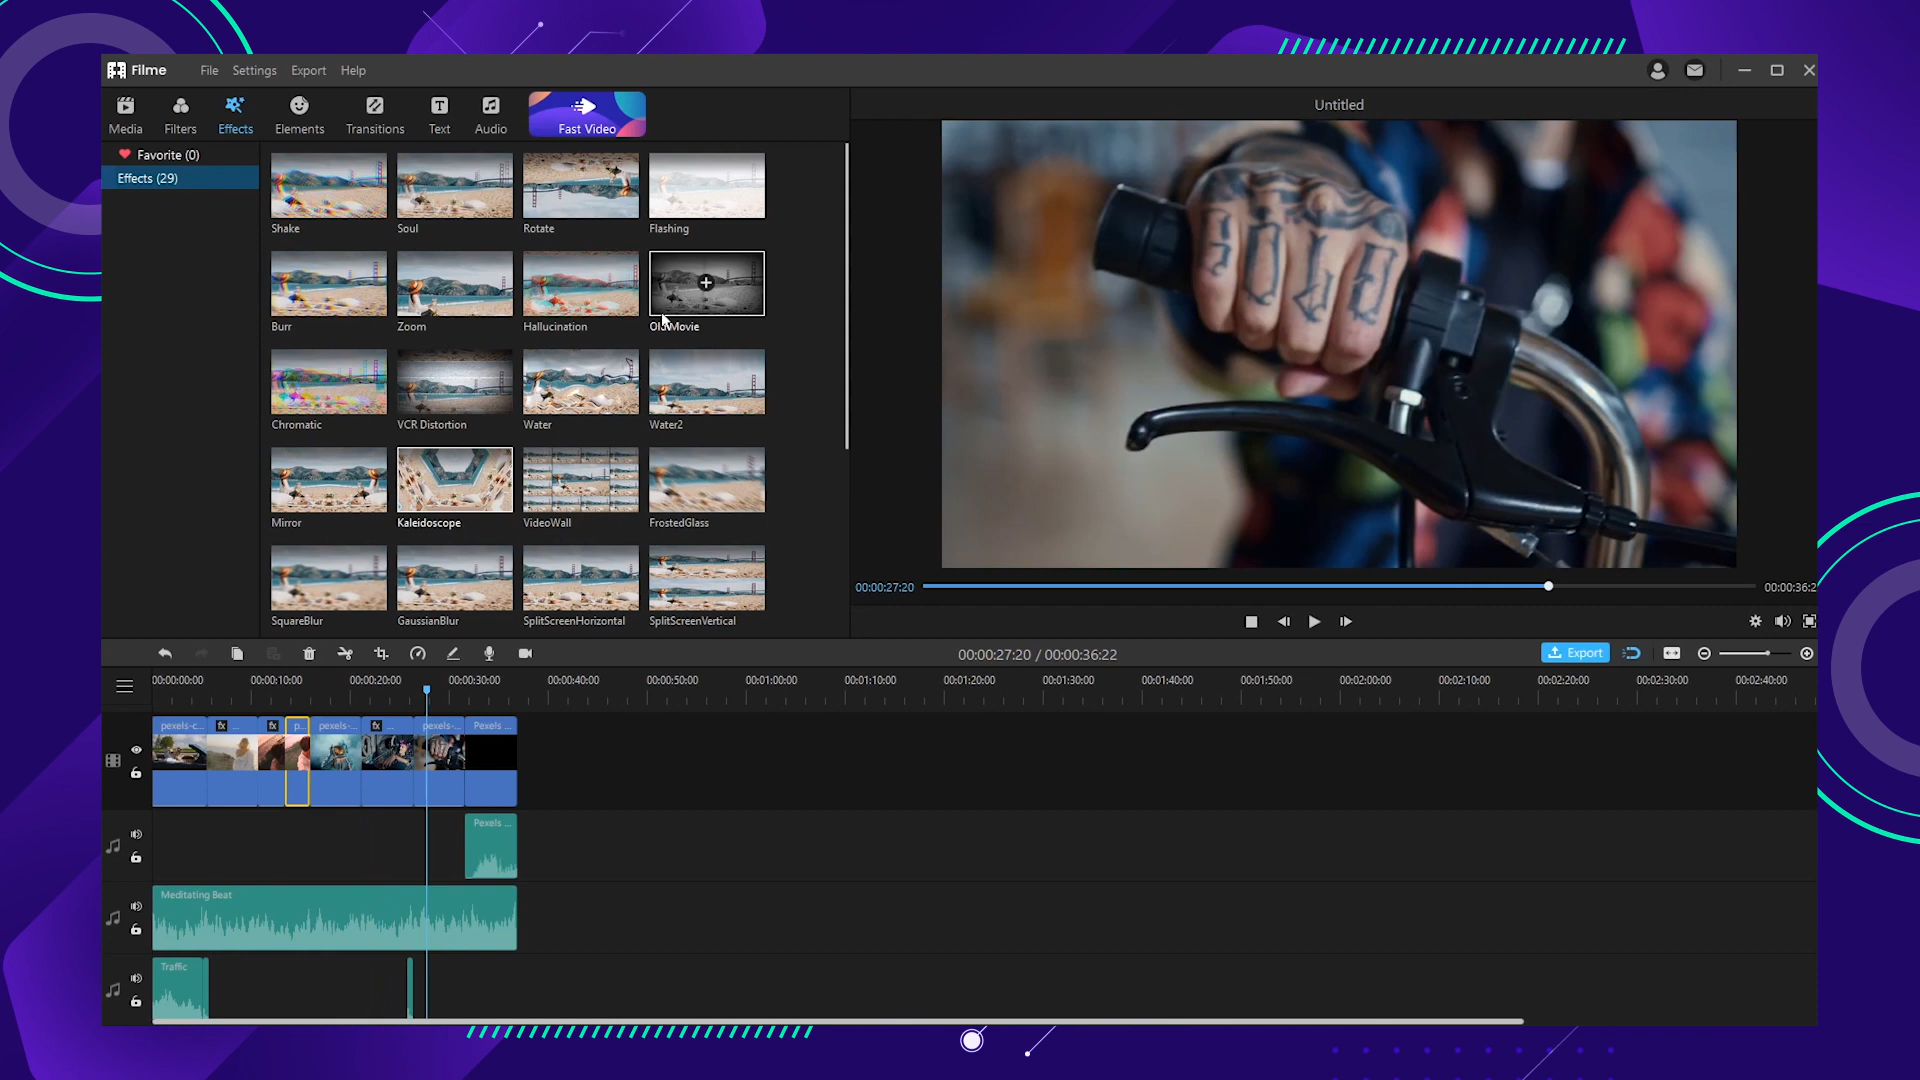 Filme
File Settings Export Help
Media Filters Effects Elements Transitions Text Audio Fast Video
Untitled
Favorite (0)
Effects (29)
Shake Soul Rotate Flashing
Burr Zoom Hallucination Old Movie
Chromatic VCR Distortion Water Water2
Mirror Kaleidoscope VideoWall FrostedGlass
SquareBlur GaussianBlur SplitScreenHorizontal SplitScreenVertical
00:00:27:20 00:00:36:2
00:00:27:20 / 00:00:36:22
Export
00:00:00:00 00:00:10:00 00:00:20:00 00:00:30:00 00:00:40:00 00:00:50:00 00:01:00:00 00:01:10:00 00:01:20:00 00:01:30:00 00:01:40:00 00:01:50:00 00:02:00:00 00:02:10:00 00:02:20:00 00:02:30:00 00:02:40:00
pexels-c... fx ... fx p... pexels-... fx ... pexels-... Pexels ...
Pexels ...
Meditating Beat
Traffic